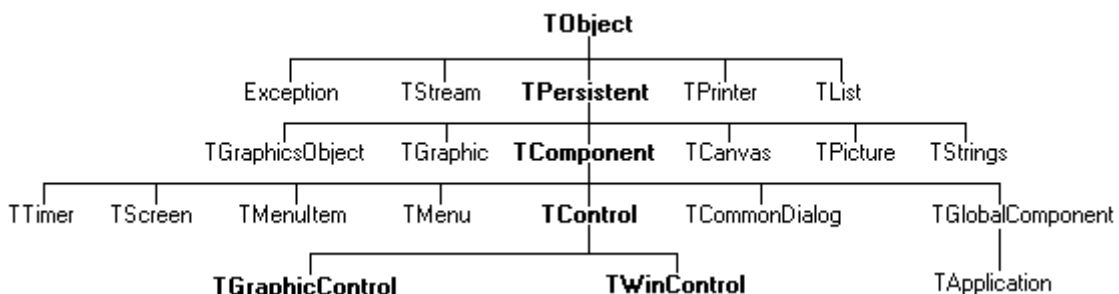 TObject
Exception TStream TPersistent TPrinter TList
TGraphicsObject TGraphic TComponent TCanvas TPicture TStrings
TTimer TScreen TMenuItem TMenu TControl TCommonDialog TGlobalComponent
TGraphicControl TWinControl TApplication